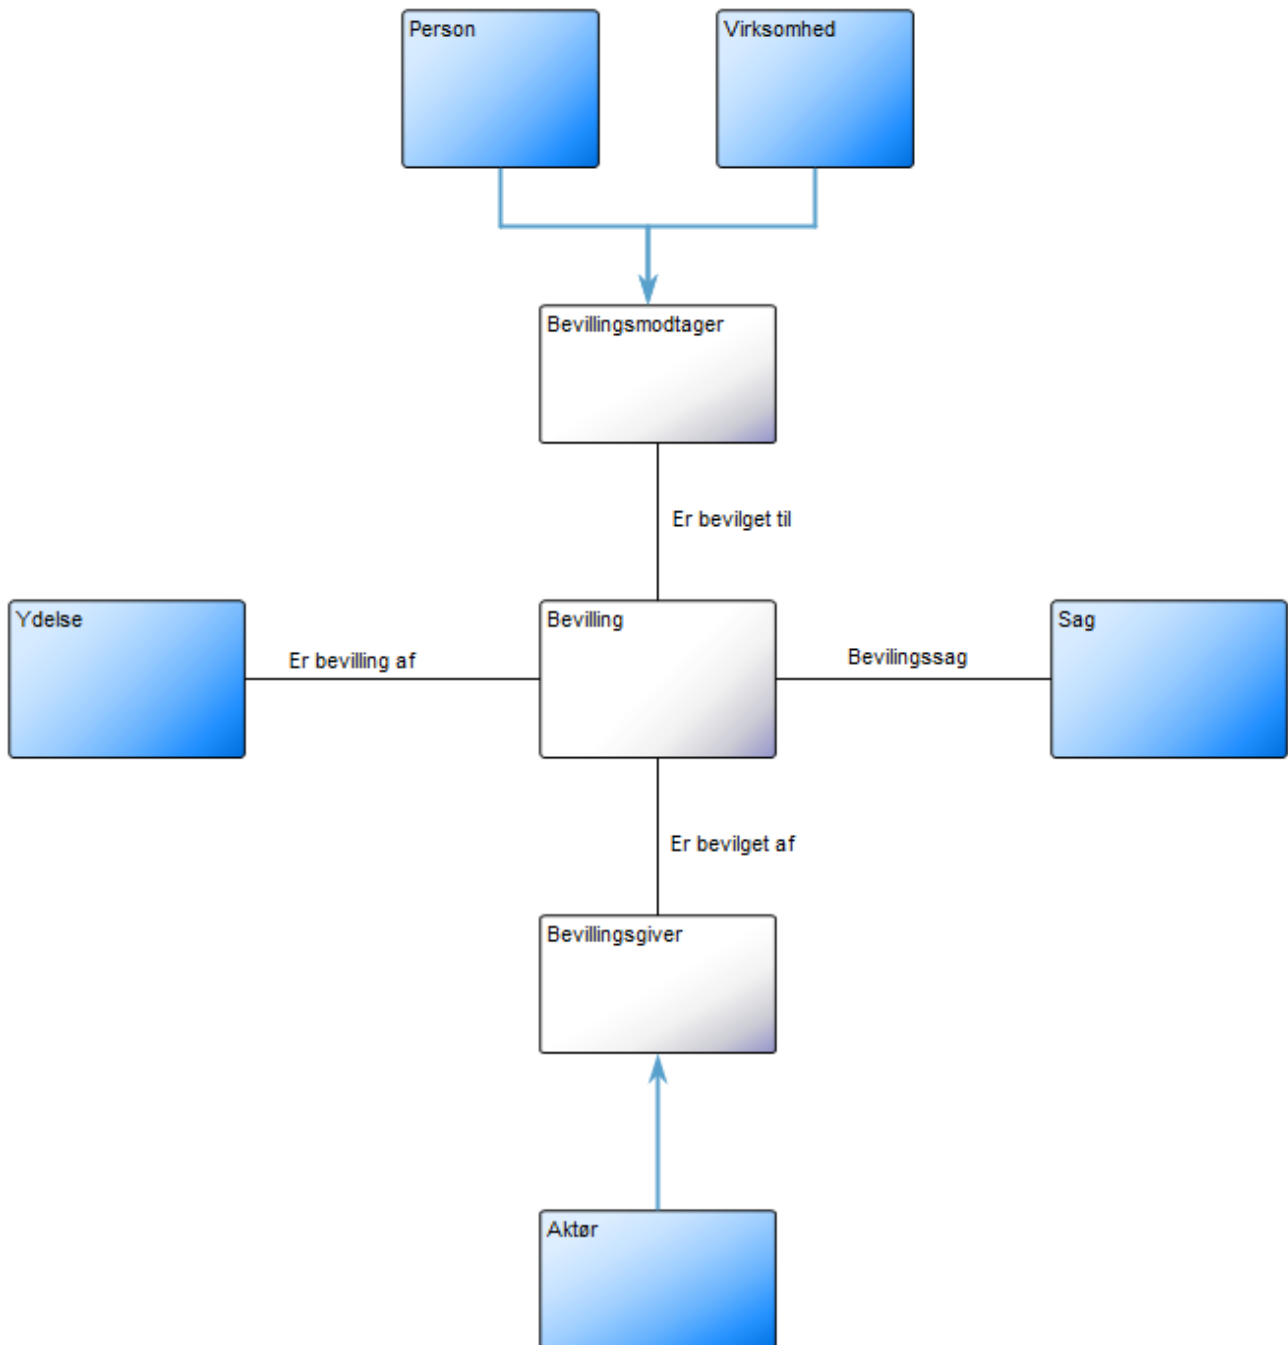 Person
Virksomhed
Bevillingsmodtager
Er bevilget til
Ydelse
Er bevilling af
Bevilling
Bevilingssag
Sag
Er bevilget af
Bevillingsgiver
Aktør